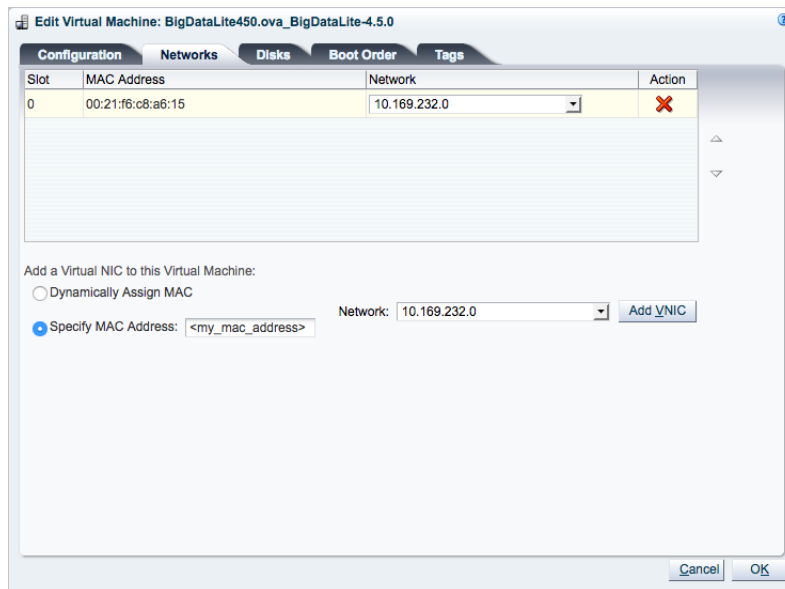 Edit Virtual Machine: BigDataLite450.ova_BigDataLite-4.5.0
Configuration Networks Disks Boot Order Tags
Slot MAC Address Network Action
0 00:21:f6:c8:a6:15 10.169.232.0
Add a Virtual NIC to this Virtual Machine:
Dynamically Assign MAC
Specify MAC Address: <my_mac_address> Network: 10.169.232.0 Add VNIC
Cancel OK